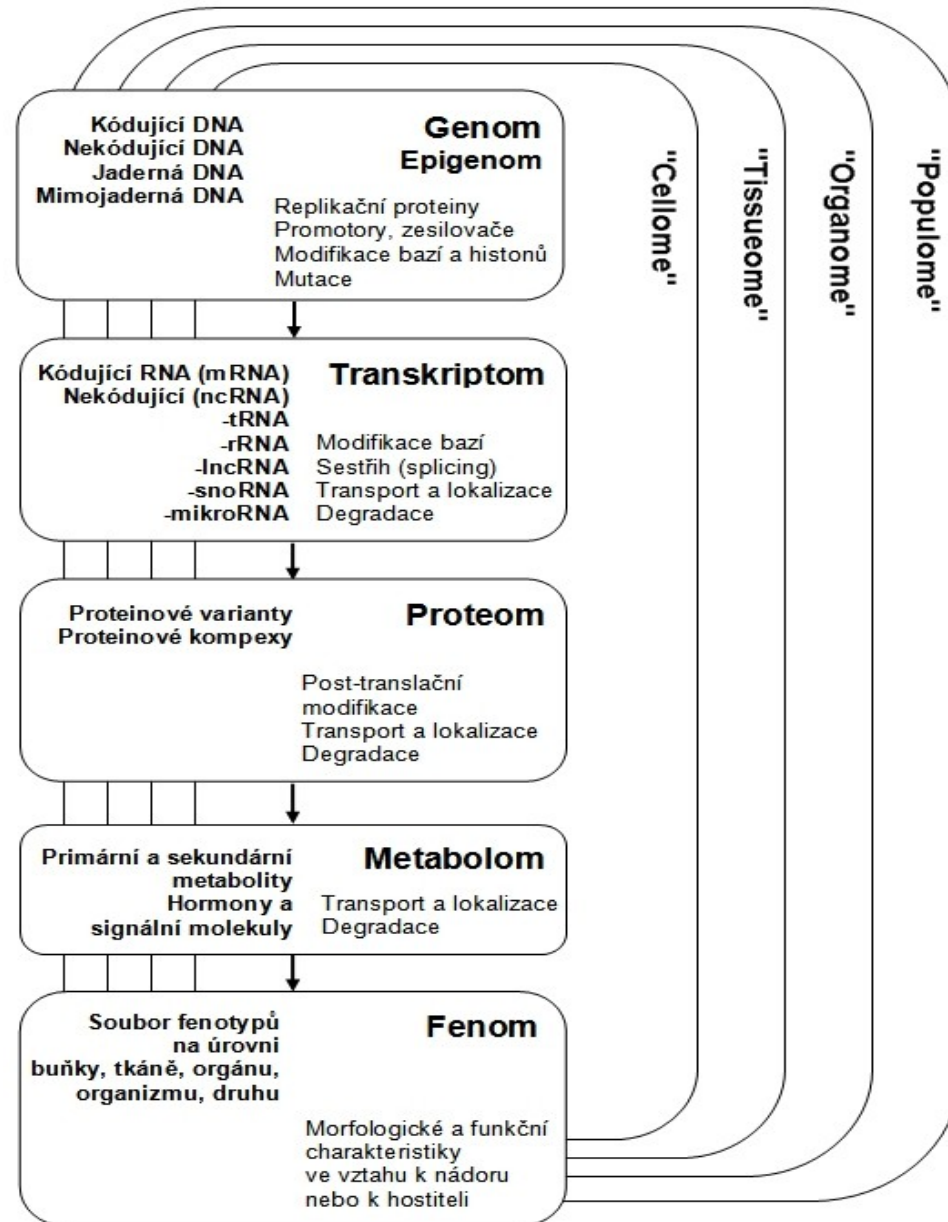 Kódující DNA
Nekódující DNA
Jaderná DNA
Mimojaderná DNA
Genom
Epigenom
Replikační proteiny
Promotory, zesilovače
Modifikace bazí a histonů
Mutace
"Cellome"
"Tissueome"
"Organome"
"Populome"
Kódující RNA (mRNA)
Nekódující (ncRNA)
-tRNA
-rRNA
-lncRNA
-snoRNA
-mikroRNA
Transkriptom
Modifikace bazí
Sestřih (splicing)
Transport a lokalizace
Degradace
Proteinové varianty
Proteinové kompexy
Proteom
Post-translační
modifikace
Transport a lokalizace
Degradace
Primární a sekundární
metabolity
Hormony a
signální molekuly
Metabolom
Transport a lokalizace
Degradace
Soubor fenotypů
na úrovni
buňky, tkáně, orgánu,
organizmu, druhu
Fenom
Morfologické a funkční
charakteristiky
ve vztahu k nádoru
nebo k hostiteli